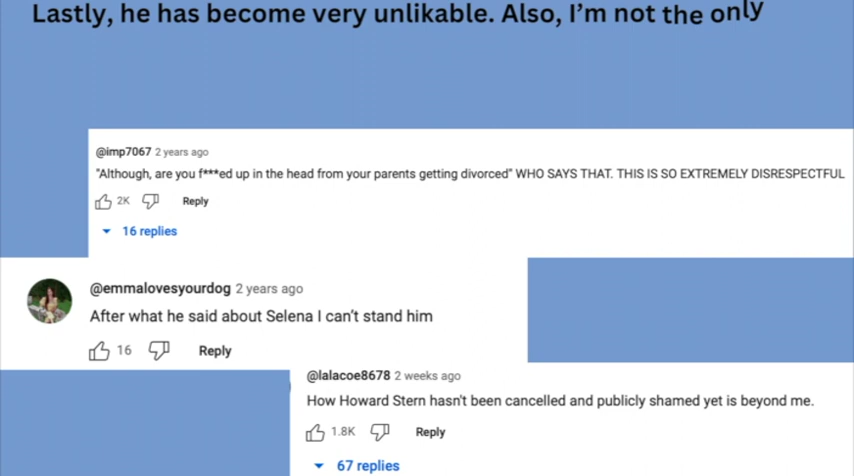 Lastly, he has become very unlikable. Also, I'm not the only
@imp7067 2 years ago
"Although, are you f***ed up in the head from your parents getting divorced" WHO SAYS THAT. THIS IS SO EXTREMELY DISRESPECTFUL
2K Reply
16 replies
@emmalovesyourdog 2 years ago
After what he said about Selena I can't stand him
16 Reply
@lalacoe8678 2 weeks ago
How Howard Stern hasn't been cancelled and publicly shamed yet is beyond me.
1.8K Reply
67 replies